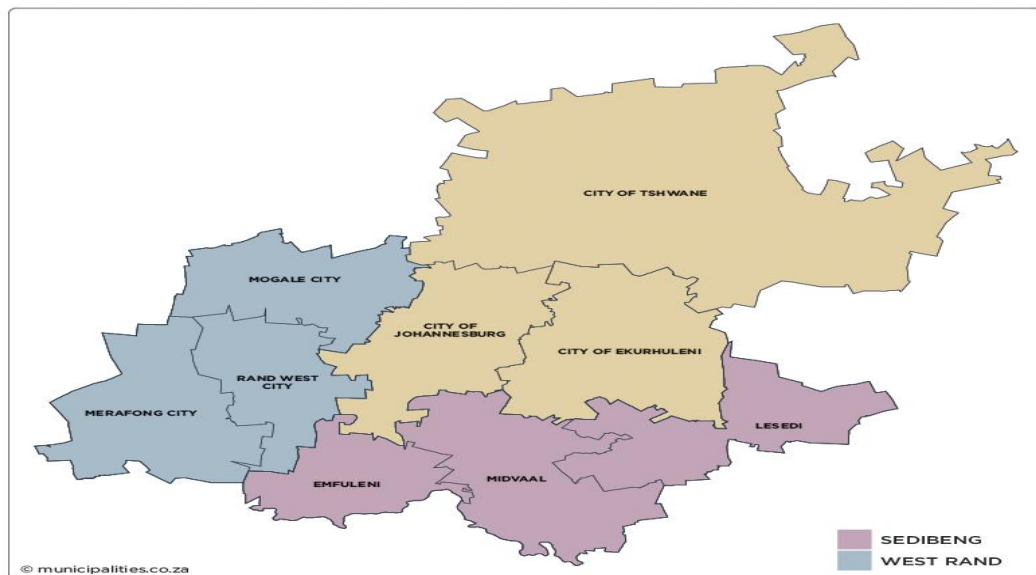 CITY OF TSHWANE
MOGALE CITY
CITY OF
JOHANNESBURG
CITY OF EKURHULENI
RAND WEST
CITY
MERAFONG CITY
LESEDI
EMFULENI
MIDVAAL
SEDIBENG
WEST RAND
© municipalities.co.za